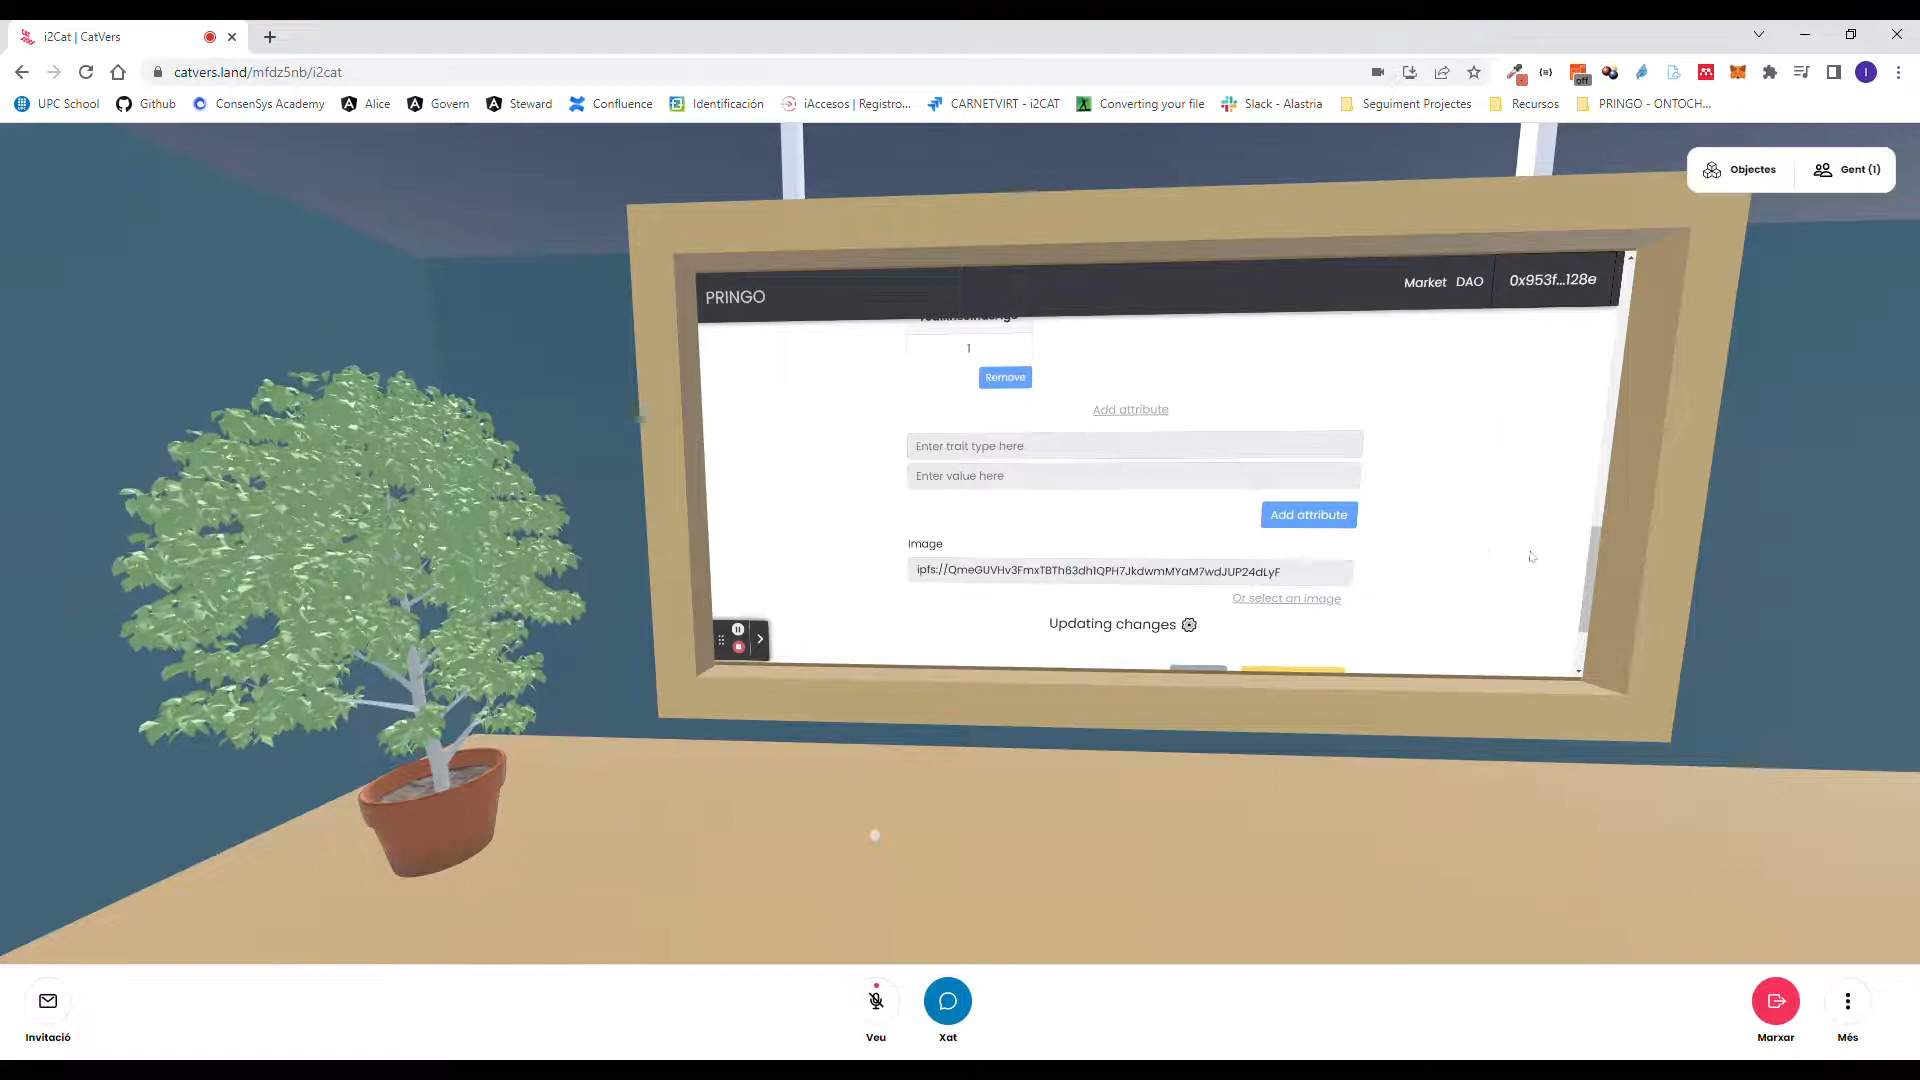 i2Cat | CatVers
catvers.land/mfdz5nb/i2cat
off
I
UPC School
Github
ConsenSys Academy
Alice
Govern
Steward
Confluence
Identificación
iAccesos | Registro...
CARNETVIRT - i2CAT
Converting your file
Slack - Alastria
Seguiment Projectes
Recursos
PRINGO - ONTOCH...
Objectes
Gent (1)
PRINGO
Market
DAO
0x953f...128e
1
Remove
Add attribute
Enter trait type here
Enter value here
Add attribute
Image
ipfs://QmeGUVHv3FmxTBTh63dh1QPH7JkdwmMYaM7wdJUP24dLyF
Or select an image
Updating changes
Invitació
Veu
Xat
Marxar
Més